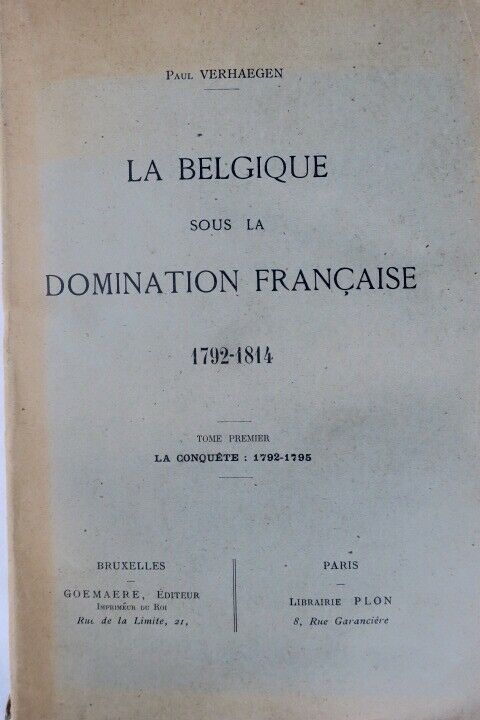 PAUL VERHAEGEN
LA BELGIQUE
SOUS LA
DOMINATION FRANÇAISE
1792-1814
TOME PREMIER
LA CONQUÊTE : 1792-1795
BRUXELLES
GOEMAERE, ÉDITEUR
IMPRIMEUR DU ROI
Rue de la Limite, 21,
PARIS
LIBRAIRIE PLON
8, Rue Garancière